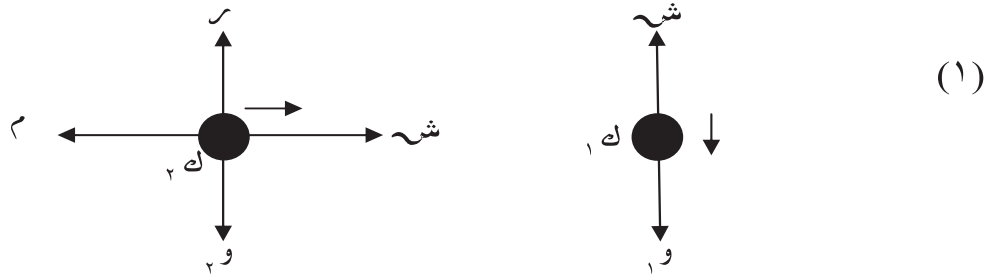 (١)
ش
ك ١
و ١
ر
ش
م
ك ٢
و ٢